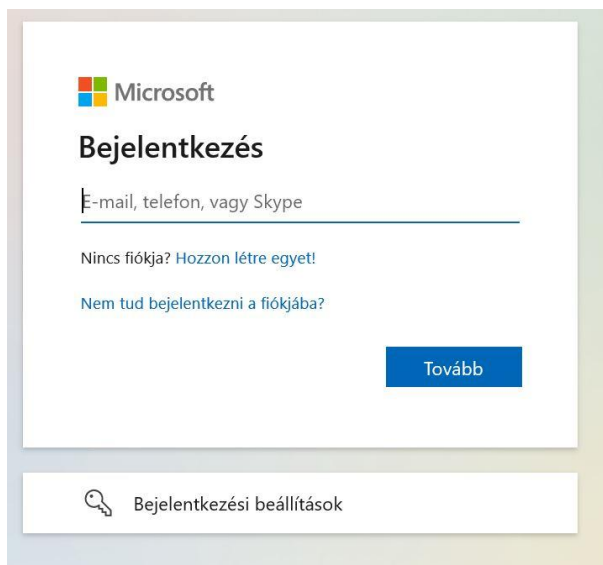 Microsoft
Bejelentkezés
E-mail, telefon, vagy Skype
Nincs fiókja? Hozzon létre egyet!
Nem tud bejelentkezni a fiókjába?
Tovább
Bejelentkezési beállítások